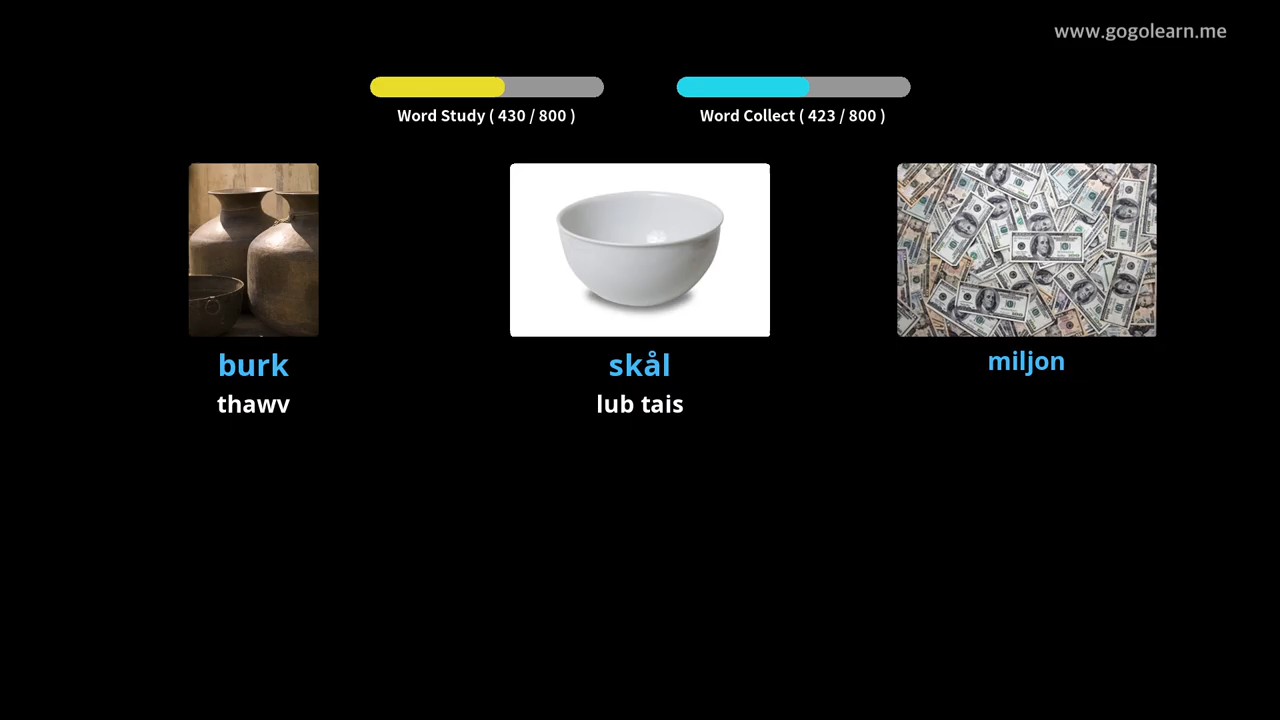 www.gogolearn.me
Word Study ( 430 / 800 )
Word Collect ( 423 / 800 )
burk
skål
miljon
thawv
lub tais